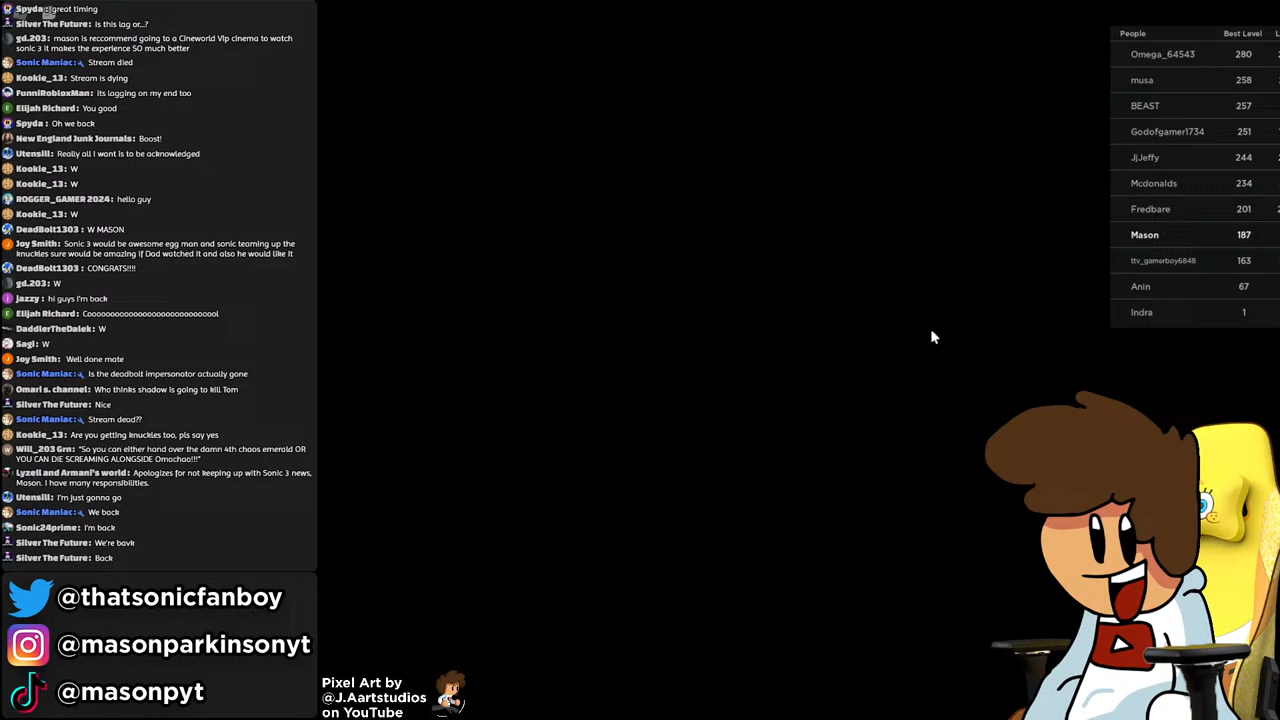 Spyda: great timing
Silver The Future: Is this lag or...?
gd.203: mason is reccommend going to a Cineworld Vip cinema to watch
sonic 3 it makes the experience SO much better
Sonic Maniac: Stream died
Kookie_13: Stream is dying
FunniRobloxMan: its lagging on my end too
Elijah Richard: You good
Spyda: Oh we back
New England Junk Journals: Boost!
Utensill: Really all I want is to be acknowledged
Kookie_13: W
Kookie_13: W
ROGGER_GAMER 2024: hello guy
Kookie_13: W
DeadBolt1303: W MASON
Joy Smith: Sonic 3 would be awesome egg man and sonic teaming up the
knuckles sure would be amazing if Dad watched it and also he would like it
DeadBolt1303: CONGRATS!!!!
gd.203: W
jazzy: hi guys I'm back
Elijah Richard: Cooooooooooooooooooooooooool
DaddlerTheDalek: W
Sagi: W
Joy Smith: Well done mate
Sonic Maniac: Is the deadbolt impersonator actually gone
Omari s. channel: Who thinks shadow is going to kill Tom
Silver The Future: Nice
Sonic Maniac: Stream dead??
Kookie_13: Are you getting knuckles too, pls say yes
Will_203 Grn: "So you can either hand over the damn 4th chaos emerald OR
YOU CAN DIE SCREAMING ALONGSIDE Omochao!!!"
Lyzell and Armani's world: Apologizes for not keeping up with Sonic 3 news,
Mason. I have many responsibilities.
Utensill: I'm just gonna go
Sonic Maniac: We back
Sonic24prime: I'm back
Silver The Future: We're bavk
Silver The Future: Back
@thatsonicfanboy
@masonparkinsonyt
@masonpyt
Pixel Art by
@J.Aartstudios
on YouTube
People Best Level
Omega_64543 280
musa 258
BEAST 257
Godofgamer1734 251
JjJeffy 244
Mcdonalds 234
Fredbare 201
Mason 187
ttv_gamerboy6848 163
Anin 67
Indra 1